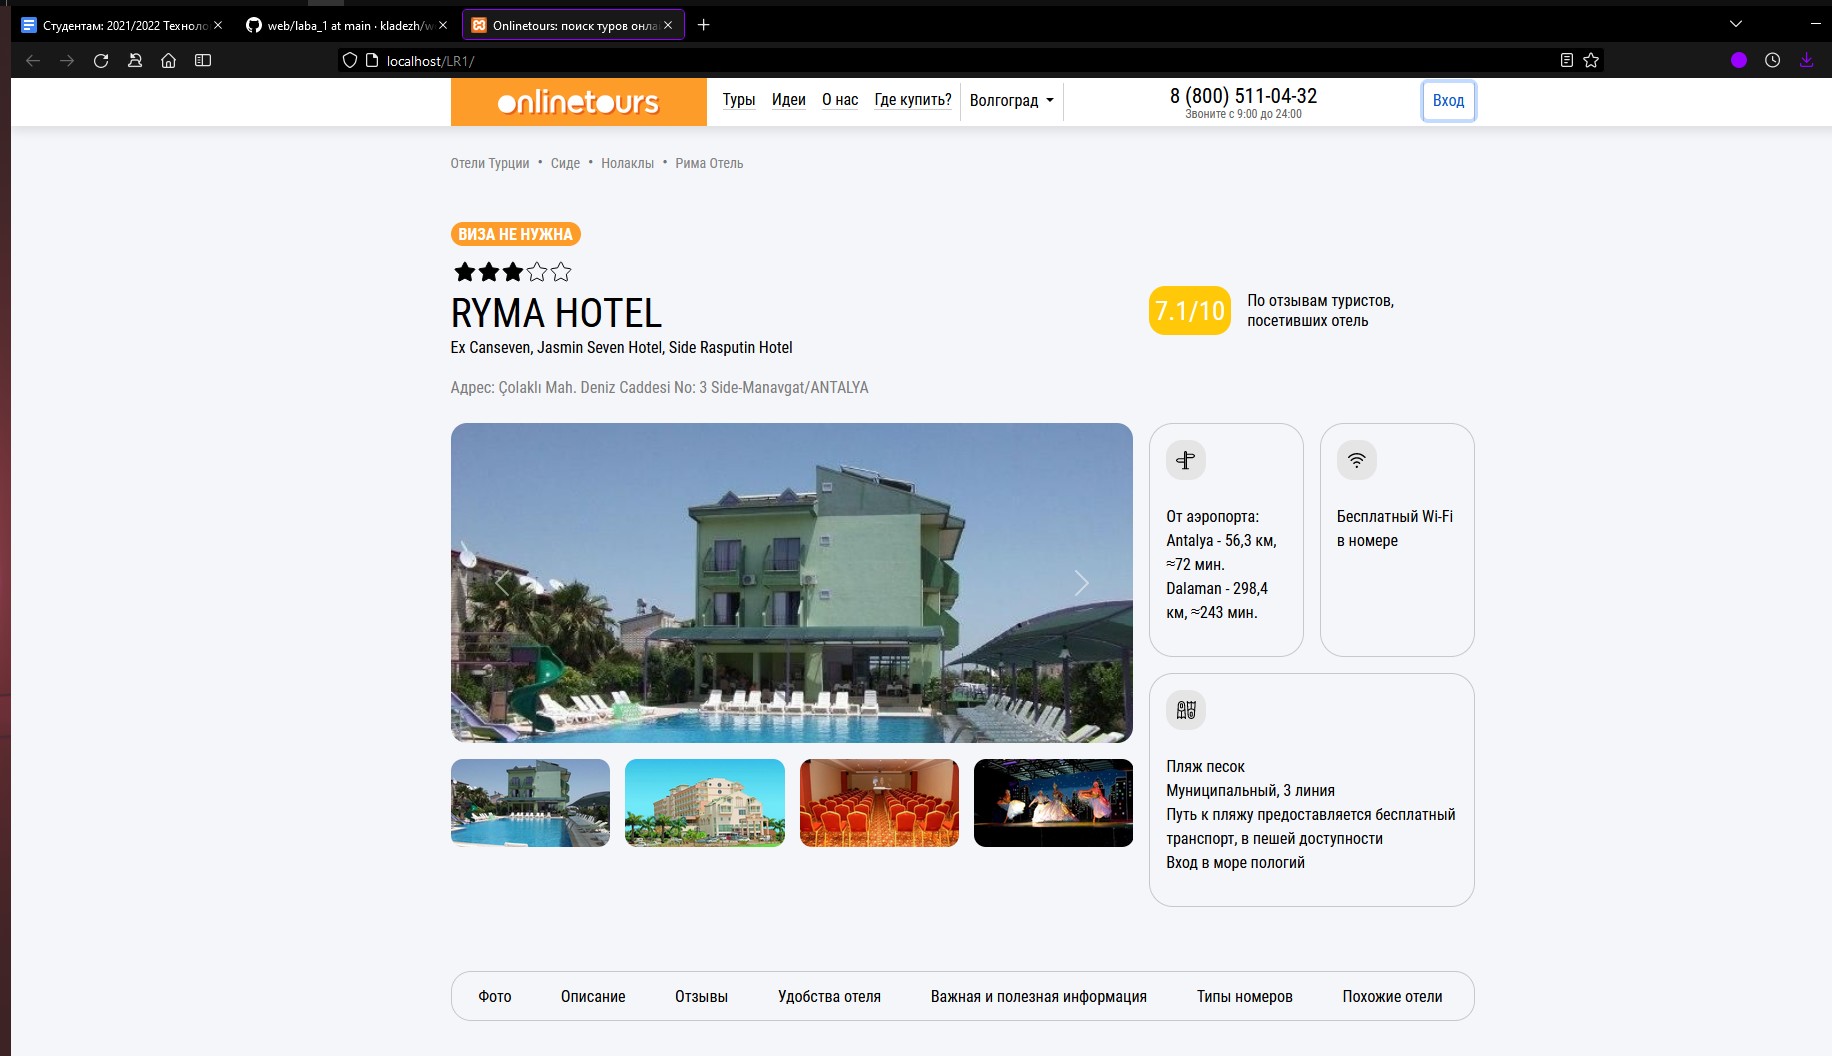 Студентам: 2021/2022 Техноло
web/laba_1 at main · kladezh/w
Onlinetours: поиск туров онла
localhost/LR1/
onlinetours
Туры Идеи О нас Где купить? Волгоград
8 (800) 511-04-32
Звоните с 9:00 до 24:00
Вход
Отели Турции • Сиде • Нолаклы • Рима Отель
ВИЗА НЕ НУЖНА
RYMA HOTEL
Ex Canseven, Jasmin Seven Hotel, Side Rasputin Hotel
Адрес: Çolaklı Mah. Deniz Caddesi No: 3 Side-Manavgat/ANTALYA
7.1/10
По отзывам туристов,
посетивших отель
От аэропорта:
Antalya - 56,3 км,
≈72 мин.
Dalaman - 298,4
км, ≈243 мин.
Бесплатный Wi-Fi
в номере
Пляж песок
Муниципальный, 3 линия
Путь к пляжу предоставляется бесплатный
транспорт, в пешей доступности
Вход в море пологий
Фото Описание Отзывы Удобства отеля Важная и полезная информация Типы номеров Похожие отели